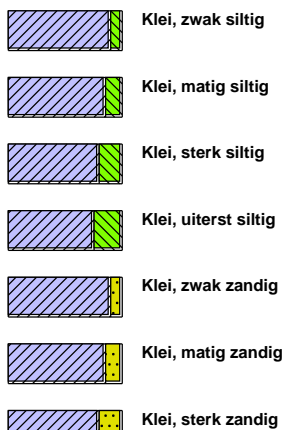 Klei, zwak siltig
Klei, matig siltig
Klei, sterk siltig
Klei, uiterst siltig
Klei, zwak zandig
Klei, matig zandig
Klei, sterk zandig